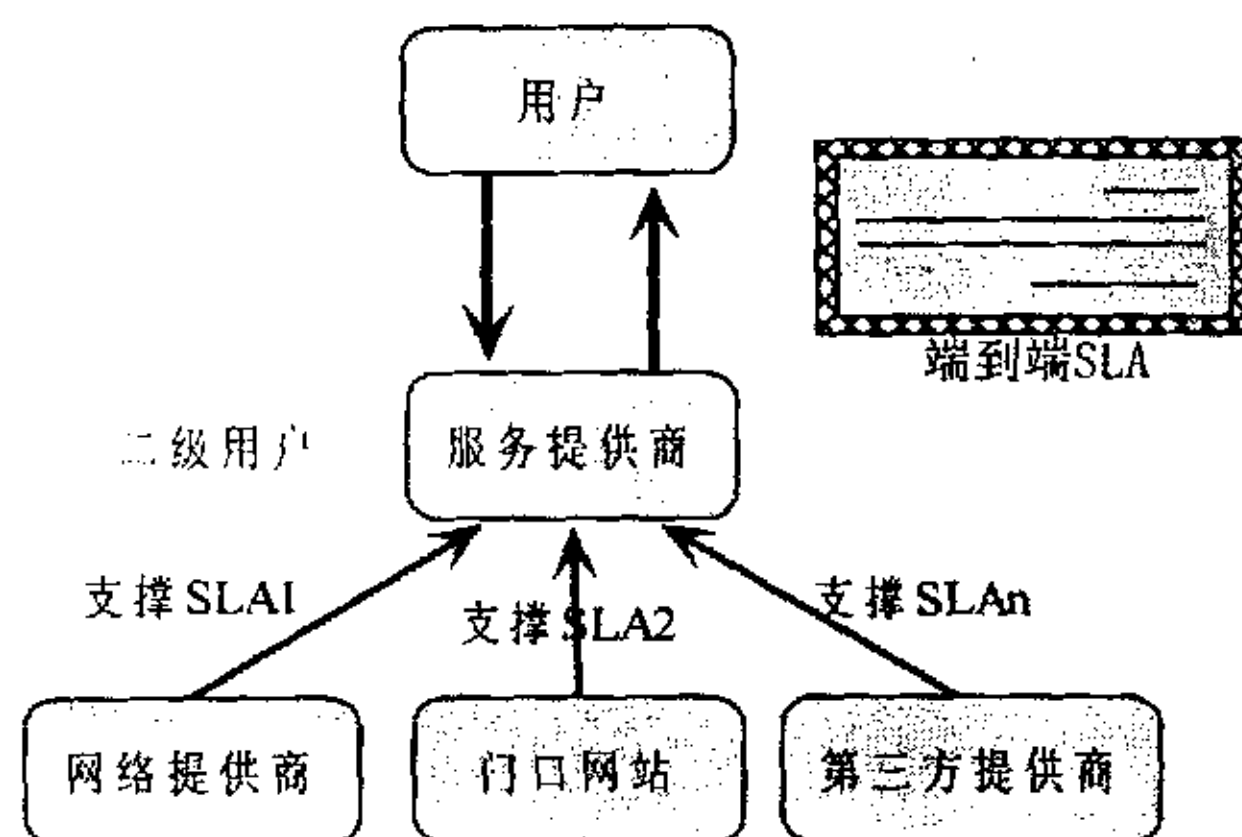 用户
端到端SLA
二级用户
服务提供商
支撑SLA1
支撑SLA2
支撑SLAn
网络提供商
门口网站
第三方提供商